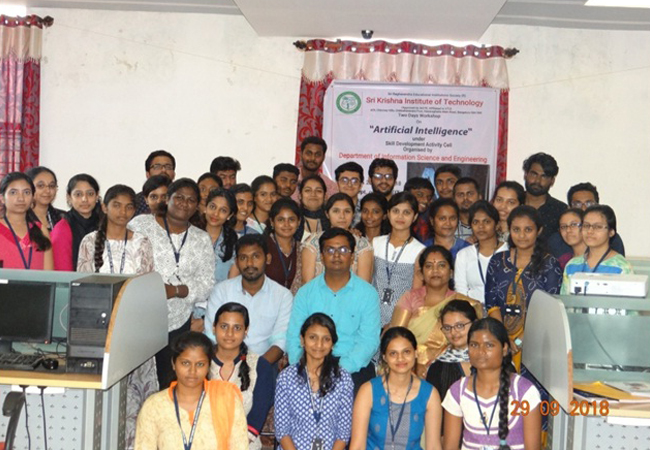 Sri Krishna Institute of Technology
Two Days Workshop
on
"Artificial Intelligence"
under
Skill Development Activity Cell
Organised by
Department of Information Science and Engineering
29 09 2018